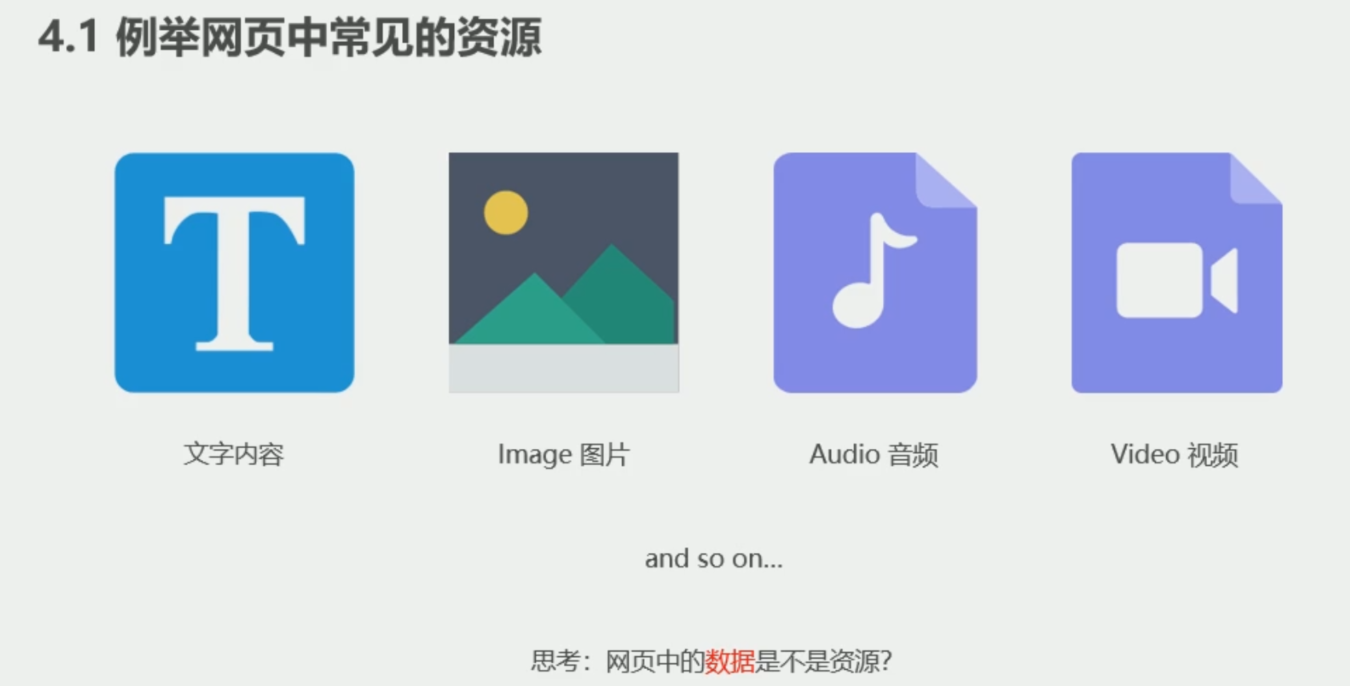 4.1 例举网页中常见的资源
T
文字内容
Image 图片
Audio 音频
Video 视频
and so on...
思考：网页中的数据是不是资源?